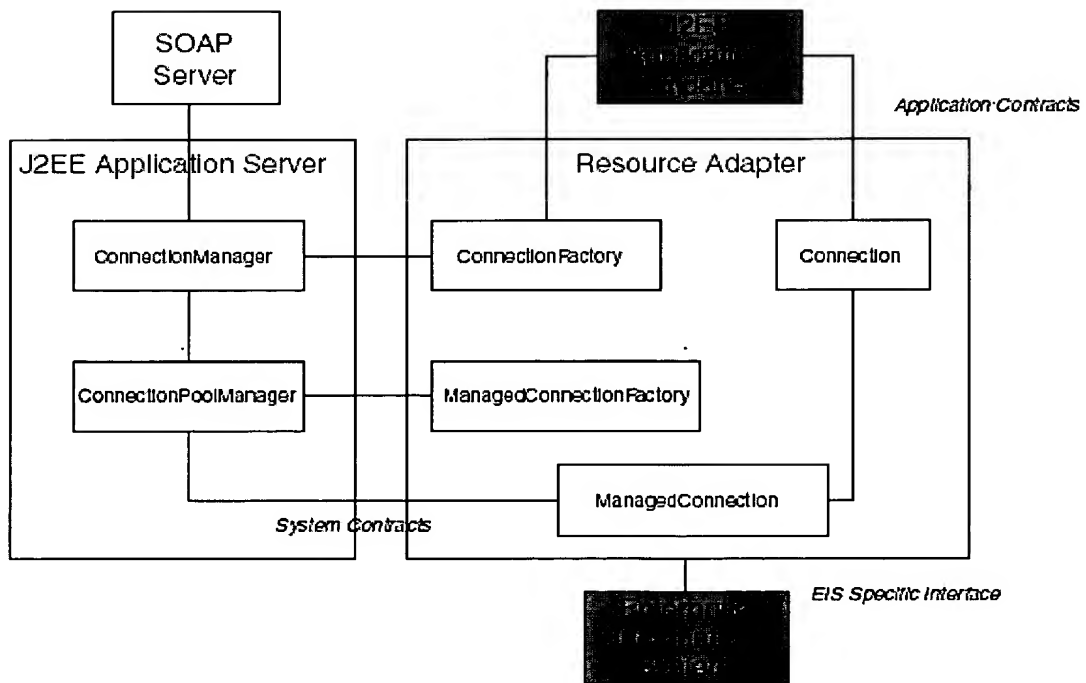 SOAP
Server
J2EE
Application Contracts
J2EE Application Server
Resource Adapter
ConnectionManager
ConnectionFactory
Connection
ConnectionPoolManager
ManagedConnectionFactory
ManagedConnection
System Contracts
EIS Specific Interface